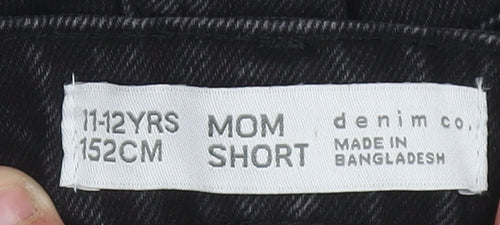 11-12YRS
152CM
MOM
SHORT
denim co.
MADE IN
BANGLADESH